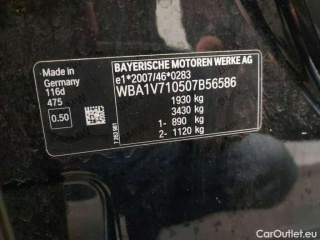 Made in
Germany
116d
475
0.50
BAYERISCHE MOTOREN WERKE AG
e1*2007/46*0283
WBA1V710507B56586
1930 kg
3430 kg
1- 890 kg
2- 1120 kg
CarOutlet.eu